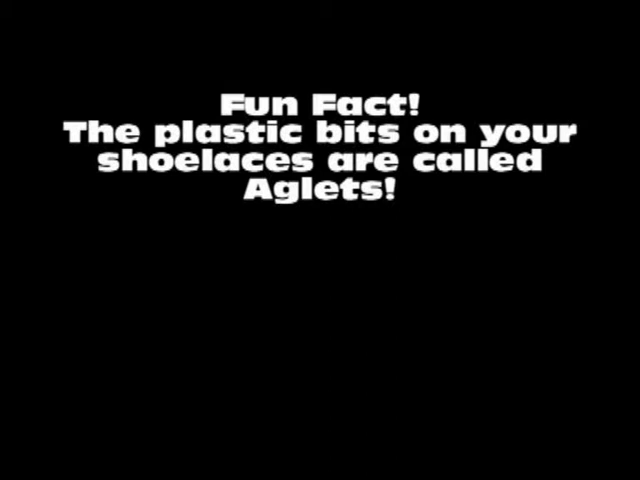 Fun Fact!
The plastic bits on your
shoelaces are called
Aglets!